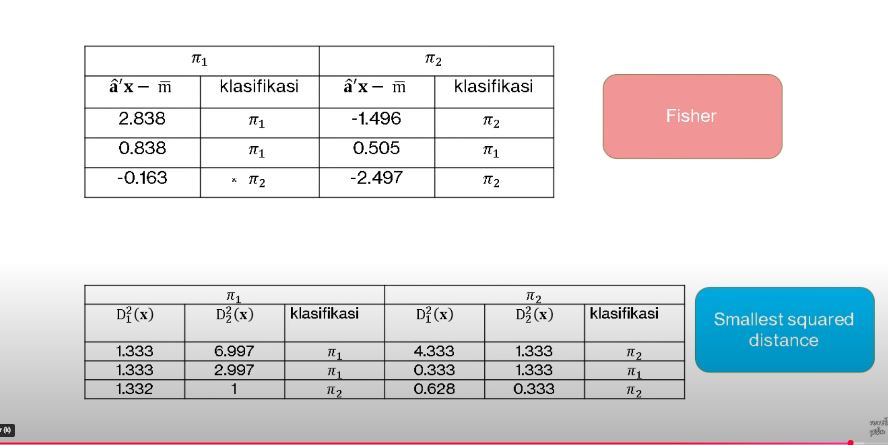 π₁ π₂
â′x − m̅ klasifikasi â′x − m̅ klasifikasi
2.838 π₁ -1.496 π₂
0.838 π₁ 0.505 π₁
-0.163 × π₂ -2.497 π₂
Fisher
π₁ π₂
D₁²(x) D₂²(x) klasifikasi D₁²(x) D₂²(x) klasifikasi
1.333 6.997 π₁ 4.333 1.333 π₂
1.333 2.997 π₁ 0.333 1.333 π₁
1.332 1 π₂ 0.628 0.333 π₂
Smallest squared
distance